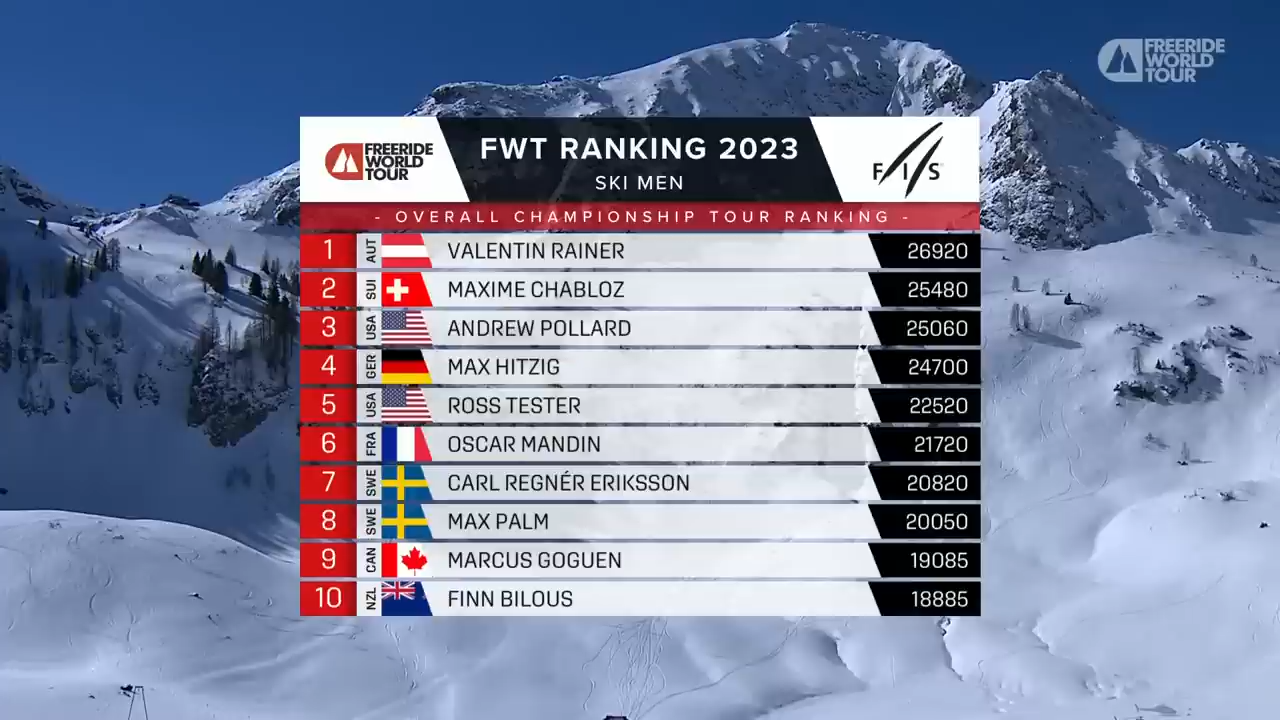 FREERIDE
WORLD
TOUR
FREERIDE
WORLD
TOUR
FWT RANKING 2023
SKI MEN
FIS
- OVERALL CHAMPIONSHIP TOUR RANKING -
1 AUT VALENTIN RAINER 26920
2 SUI MAXIME CHABLOZ 25480
3 USA ANDREW POLLARD 25060
4 GER MAX HITZIG 24700
5 USA ROSS TESTER 22520
6 FRA OSCAR MANDIN 21720
7 SWE CARL REGNÉR ERIKSSON 20820
8 SWE MAX PALM 20050
9 CAN MARCUS GOGUEN 19085
10 NZL FINN BILOUS 18885